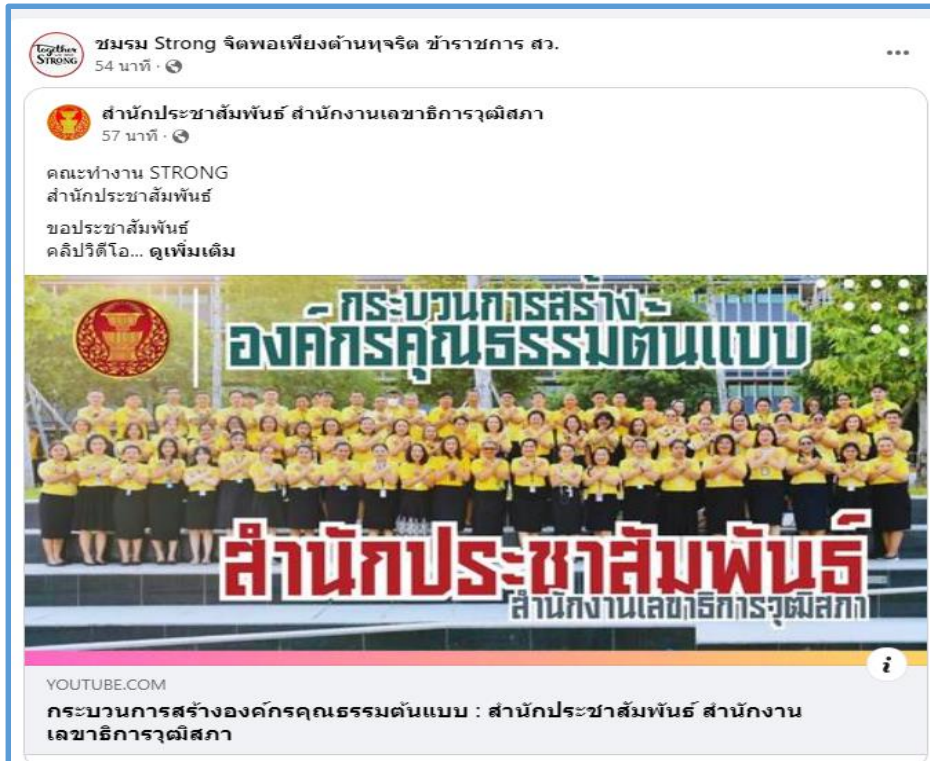 Together
STRONG
ชมรม Strong จิตพอเพียงต้านทุจริต ข้าราชการ สว.
54 นาที ·
สำนักประชาสัมพันธ์ สำนักงานเลขาธิการวุฒิสภา
57 นาที ·
คณะทำงาน STRONG
สำนักประชาสัมพันธ์
ขอประชาสัมพันธ์
คลิปวิดีโอ... ดูเพิ่มเติม
กระบวนการสร้าง
องค์กรคุณธรรมต้นแบบ
สำนักประชาสัมพันธ์
สำนักงานเลขาธิการวุฒิสภา
YOUTUBE.COM
กระบวนการสร้างองค์กรคุณธรรมต้นแบบ : สำนักประชาสัมพันธ์ สำนักงาน
เลขาธิการวุฒิสภา